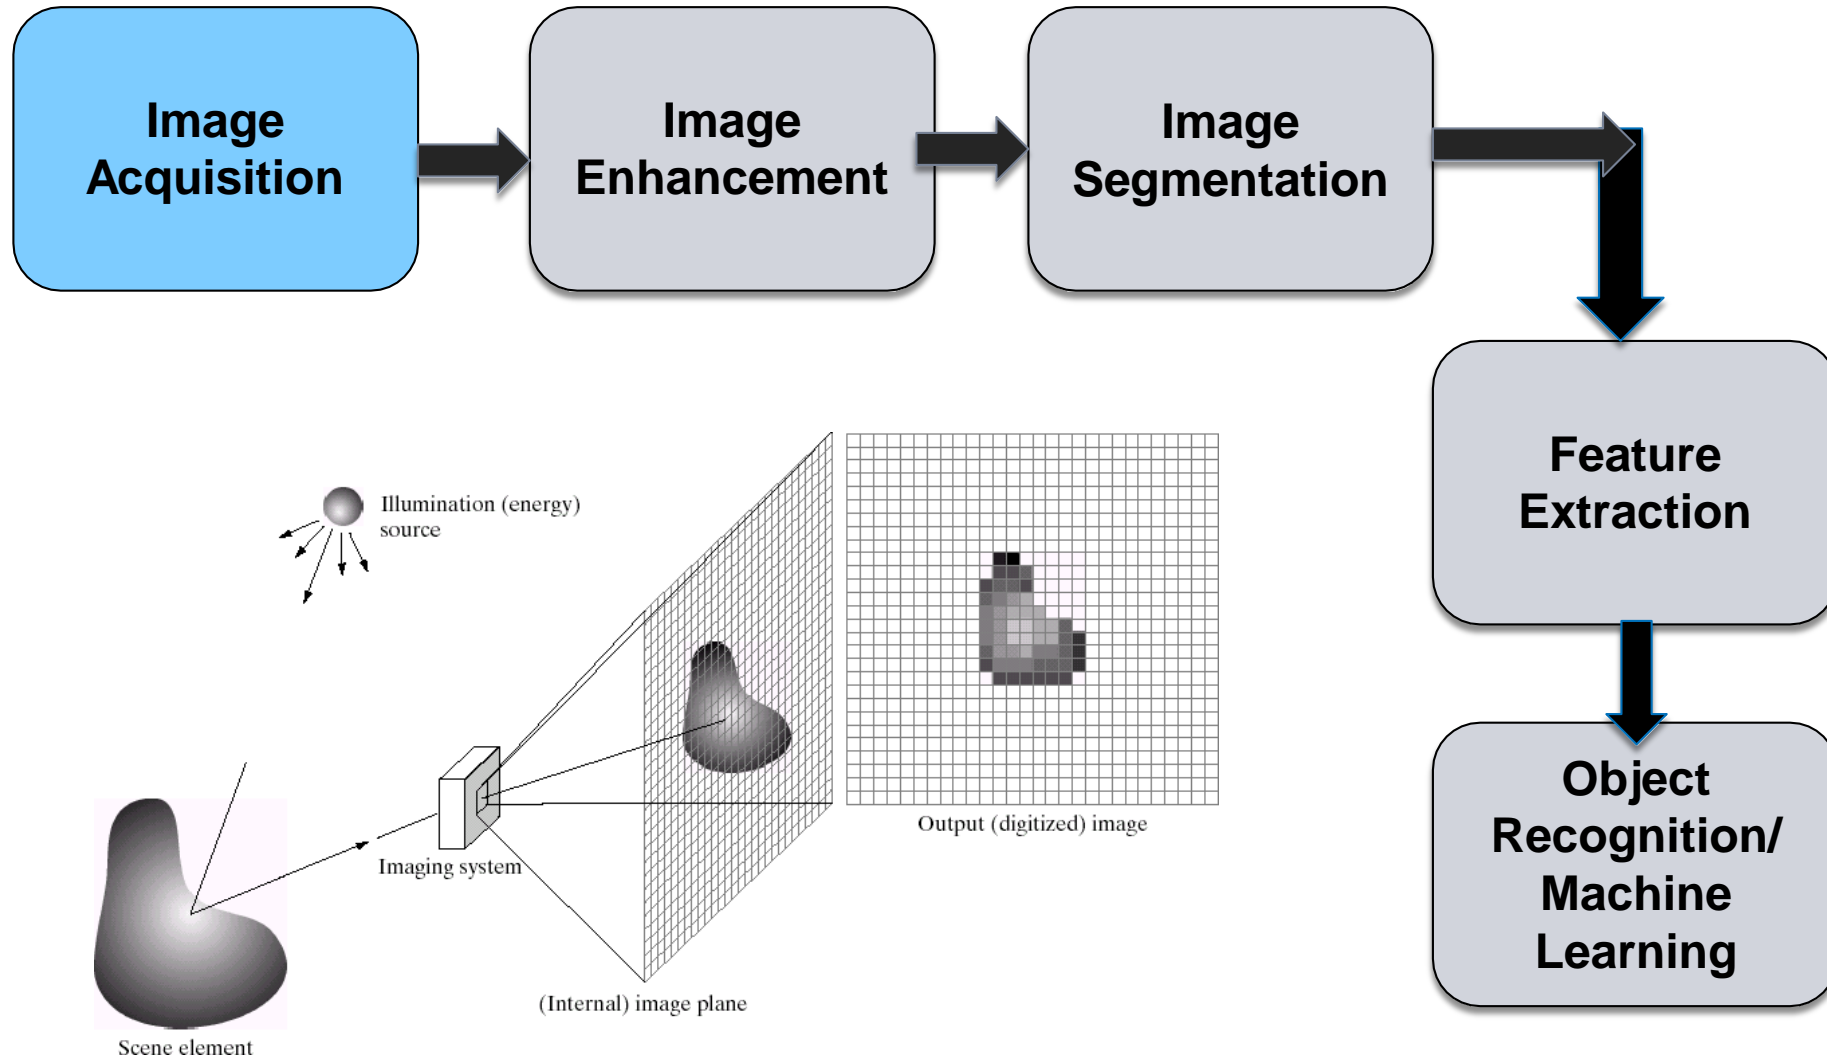 Image
Acquisition
Image
Enhancement
Image
Segmentation
Feature
Extraction
Object
Recognition/
Machine
Learning
Illumination (energy)
source
Imaging system
Output (digitized) image
(Internal) image plane
Scene element